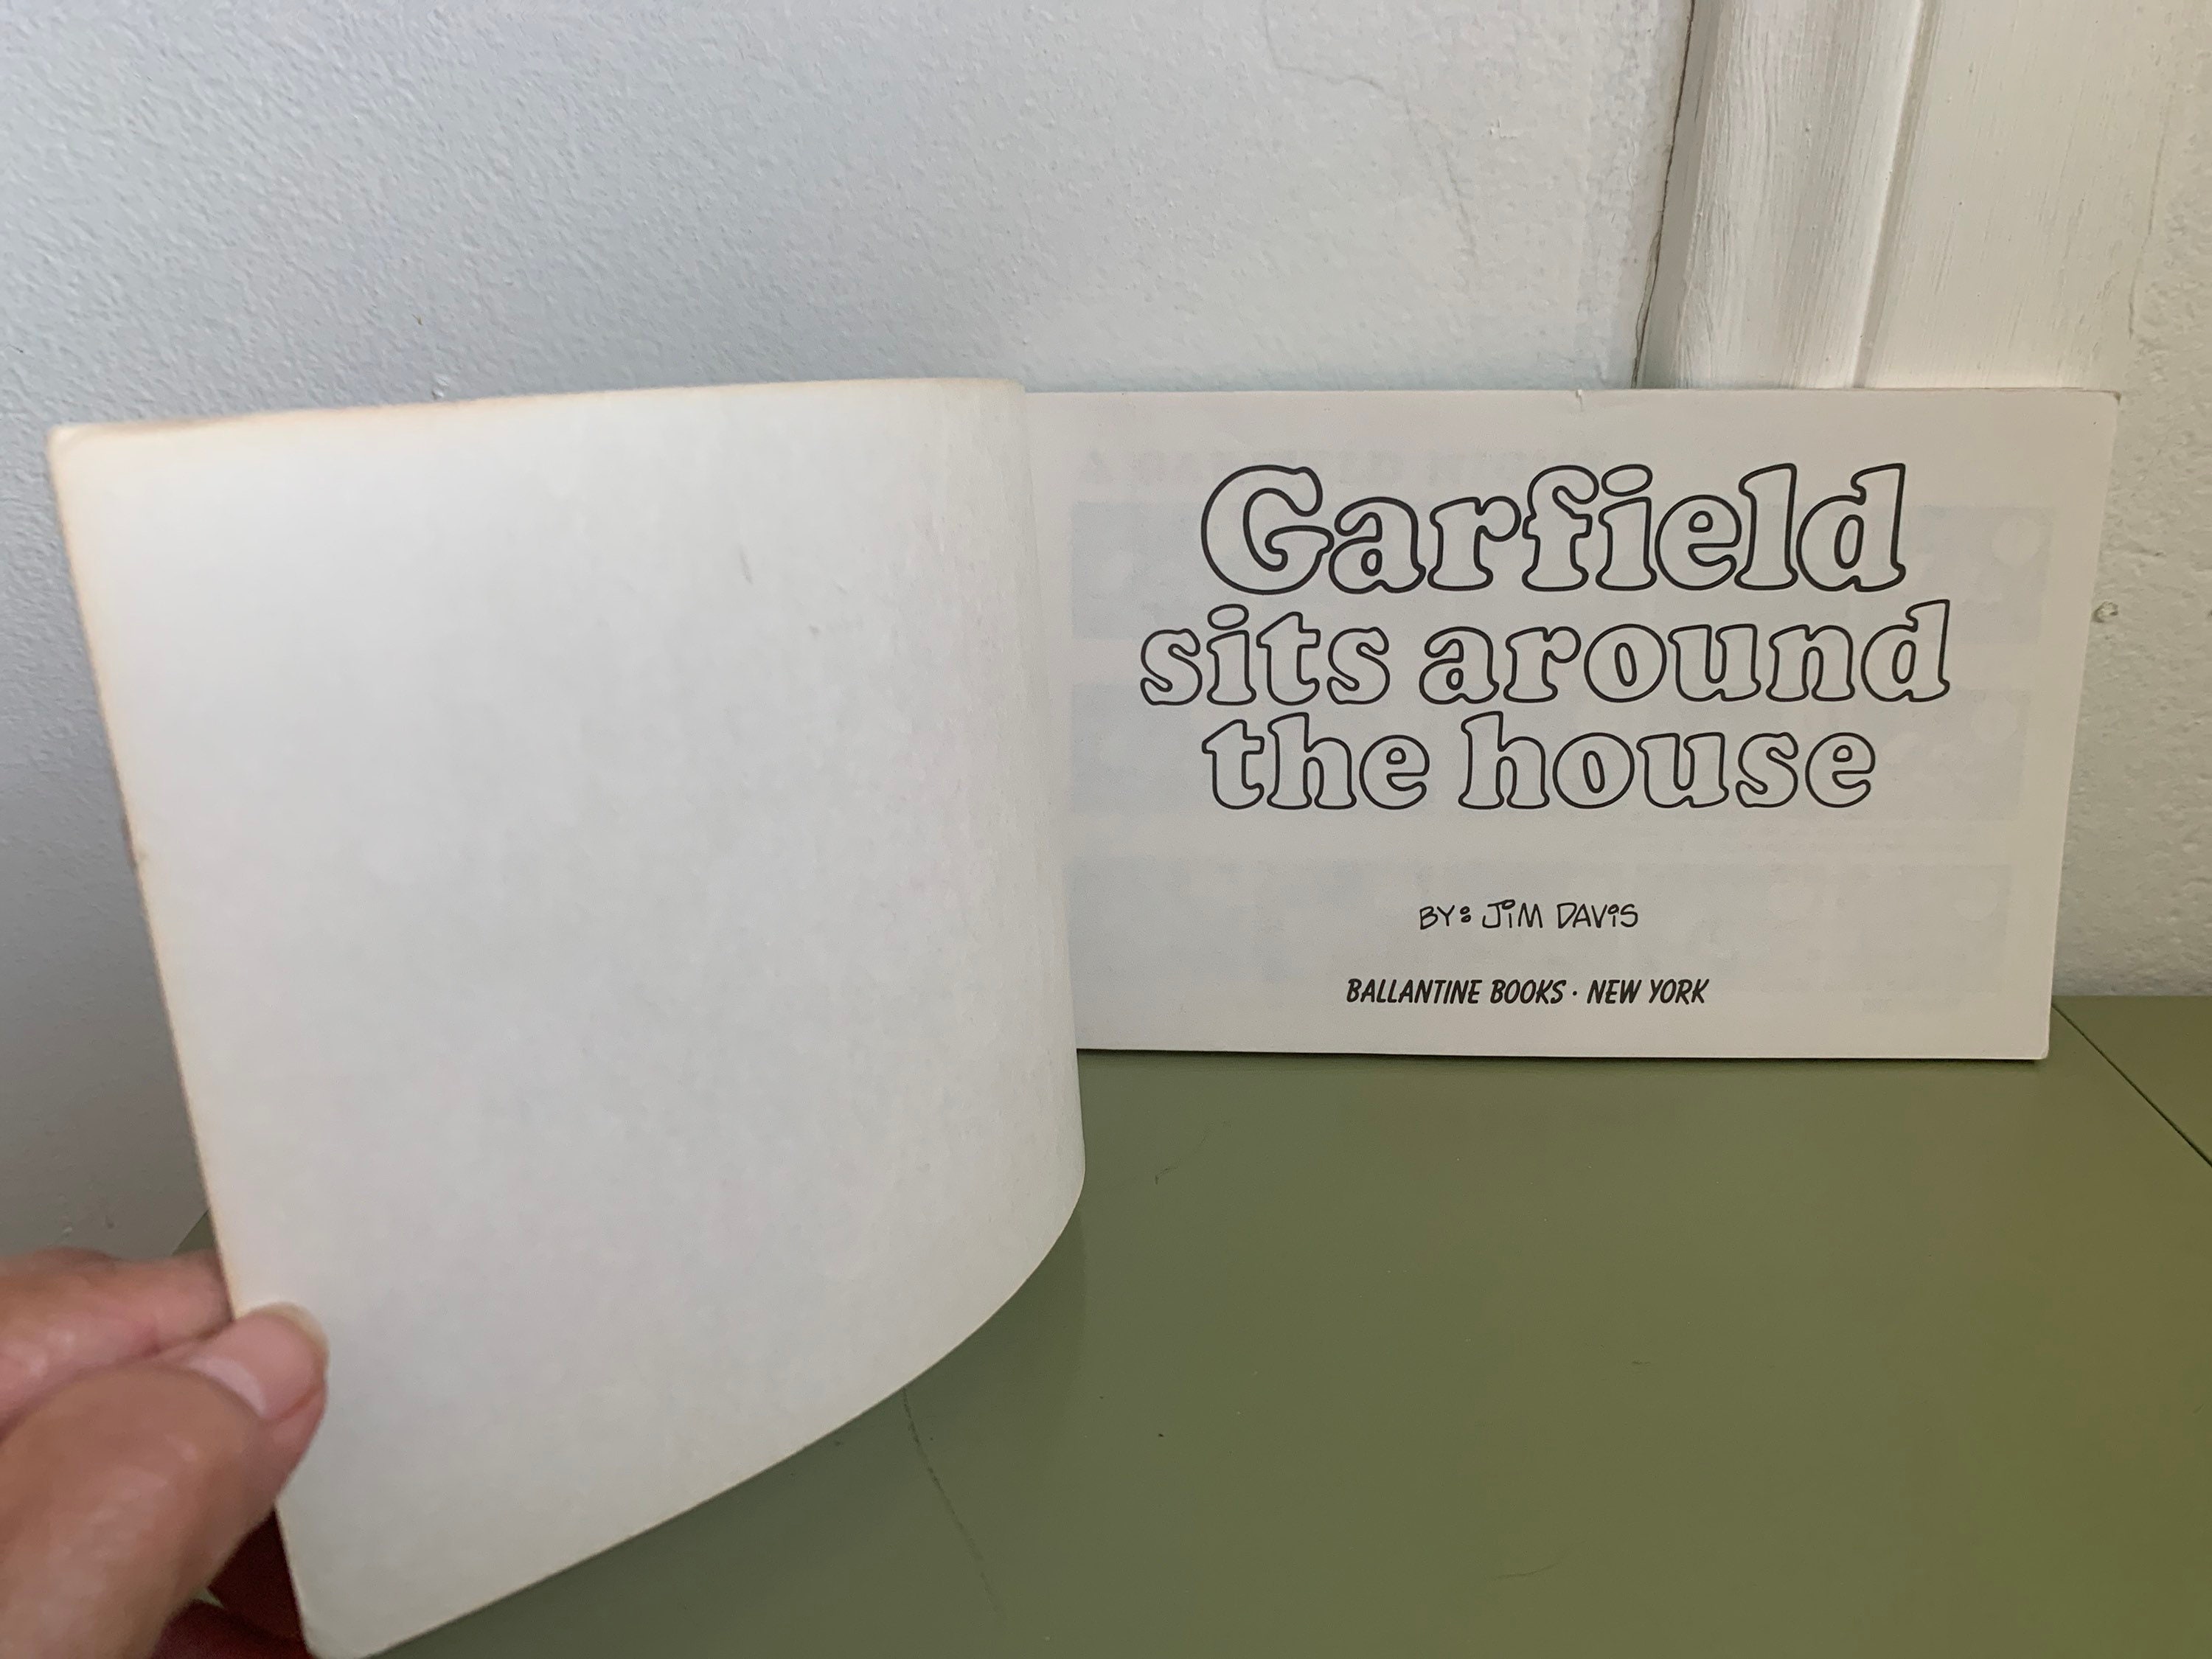 Garfield
sits around
the house
BY: JiM DAViS
BALLANTINE BOOKS · NEW YORK